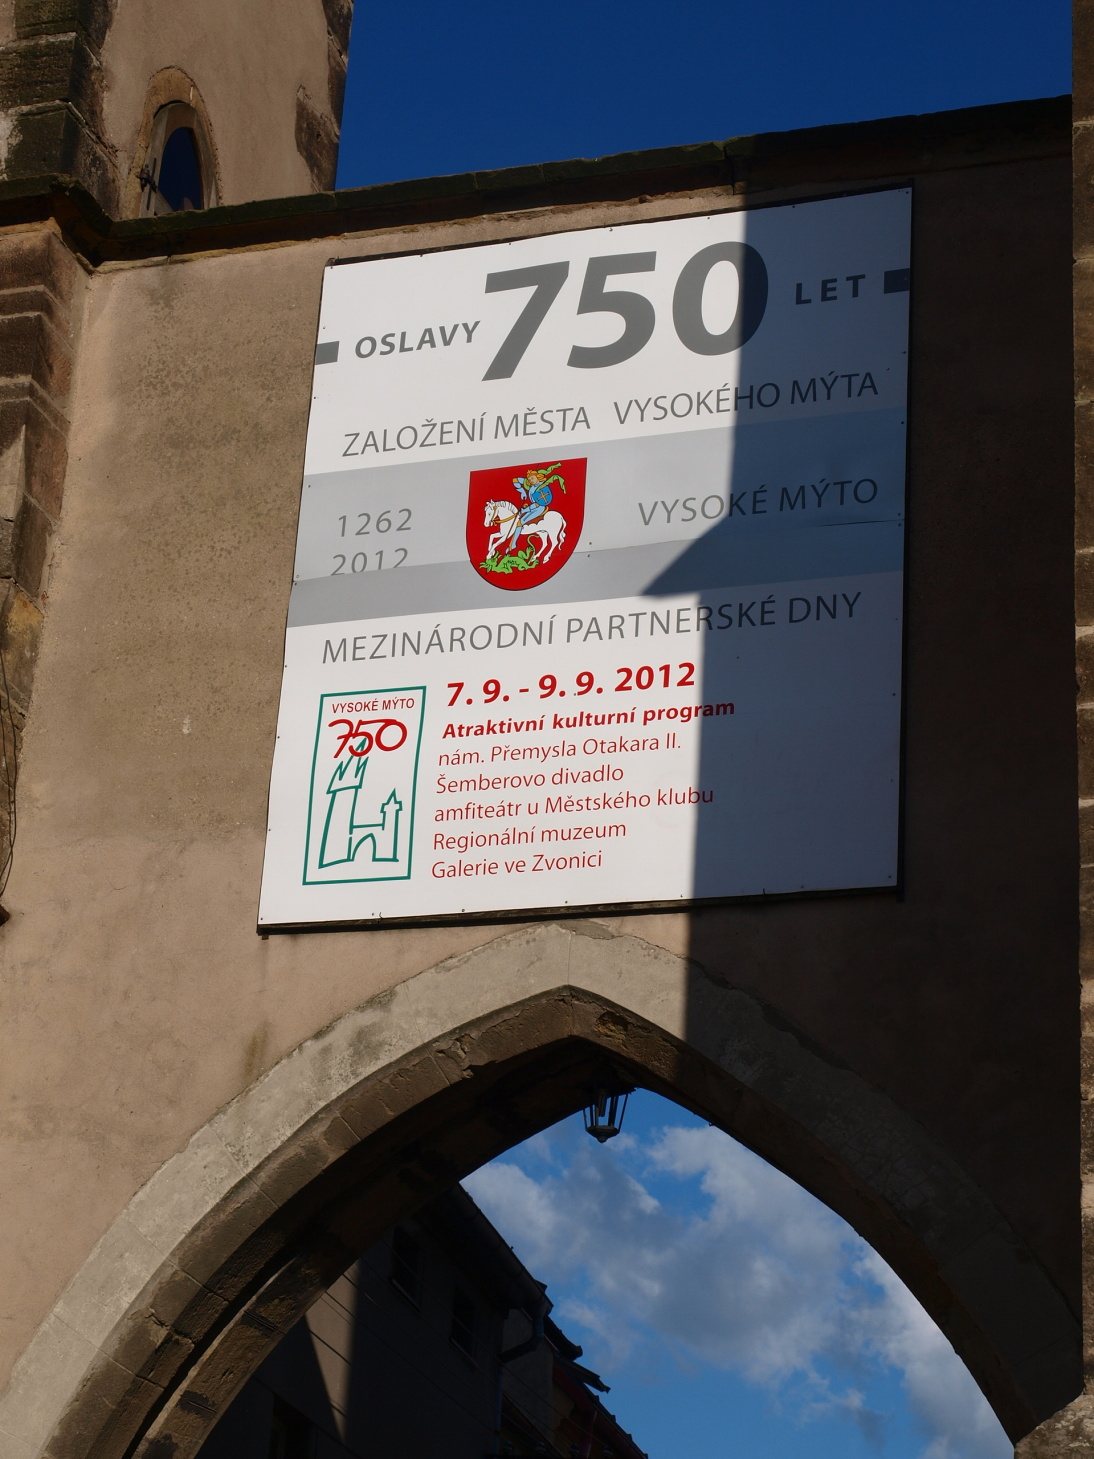 OSLAVY 750 LET
ZALOŽENÍ MĚSTA VYSOKÉHO MÝTA
1262
2012
VYSOKÉ MÝTO
MEZINÁRODNÍ PARTNERSKÉ DNY
VYSOKÉ MÝTO
750
7. 9. - 9. 9. 2012
Atraktivní kulturní program
nám. Přemysla Otakara II.
Šemberovo divadlo
amfiteátr u Městského klubu
Regionální muzeum
Galerie ve Zvonici